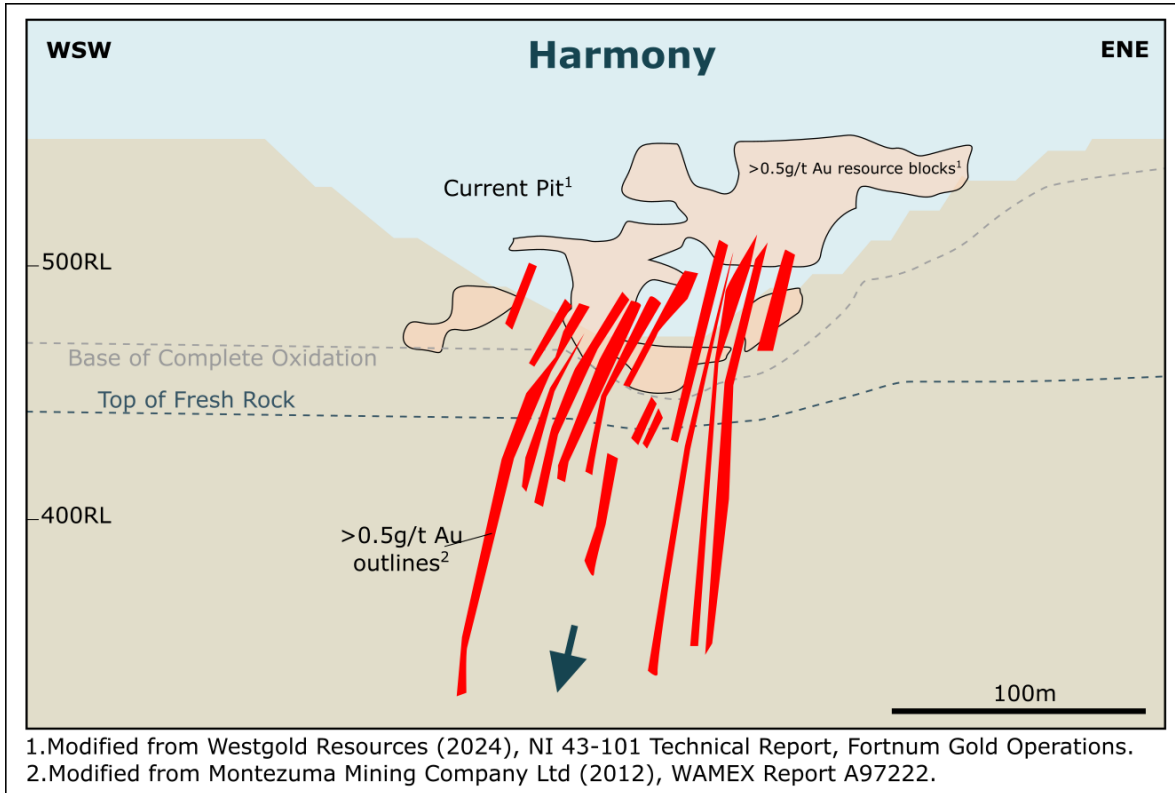 WSW
Harmony
ENE
>0.5g/t Au resource blocks1
Current Pit1
500RL
Base of Complete Oxidation
Top of Fresh Rock
400RL
>0.5g/t Au
outlines2
100m
1.Modified from Westgold Resources (2024), NI 43-101 Technical Report, Fortnum Gold Operations.
2.Modified from Montezuma Mining Company Ltd (2012), WAMEX Report A97222.